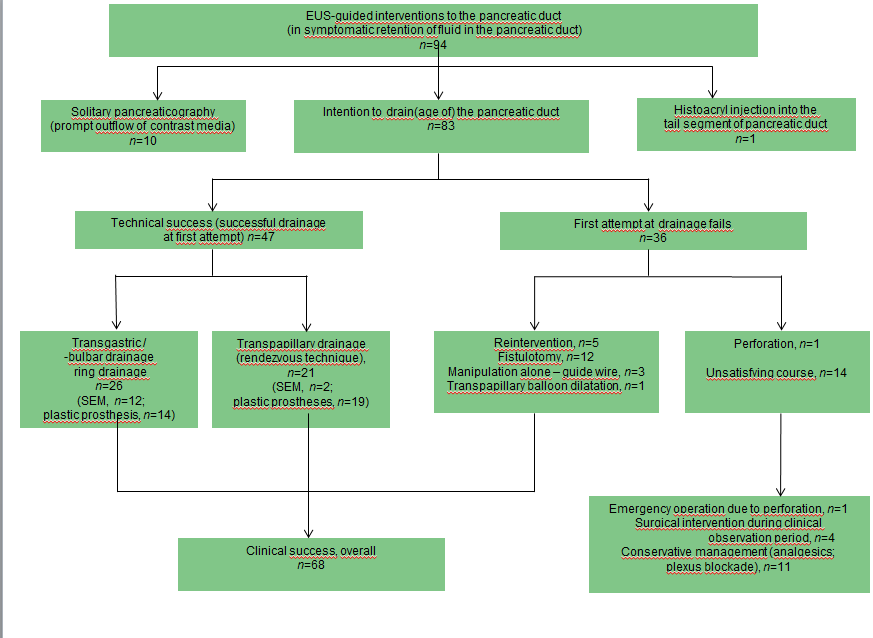 EUS-guided interventions to the pancreatic duct
(in symptomatic retention of fluid in the pancreatic duct)
n=94
Solitary pancreaticography
(prompt outflow of contrast media)
n=10
Intention to drain(age of) the pancreatic duct
n=83
Histoacryl injection into the
tail segment of pancreatic duct
n=1
Technical success (successful drainage
at first attempt) n=47
First attempt at drainage fails
n=36
Transgastric/
-bulbar drainage
ring drainage
n=26
(SEM, n=12;
plastic prosthesis, n=14)
Transpapillary drainage
(rendezvous technique),
n=21
(SEM, n=2;
plastic prostheses, n=19)
Reintervention, n=5
Fistulotomy, n=12
Manipulation alone – guide wire, n=3
Transpapillary balloon dilatation, n=1
Perforation, n=1
Unsatisfying course, n=14
Clinical success, overall
n=68
Emergency operation due to perforation, n=1
Surgical intervention during clinical
observation period, n=4
Conservative management (analgesics;
plexus blockade), n=11